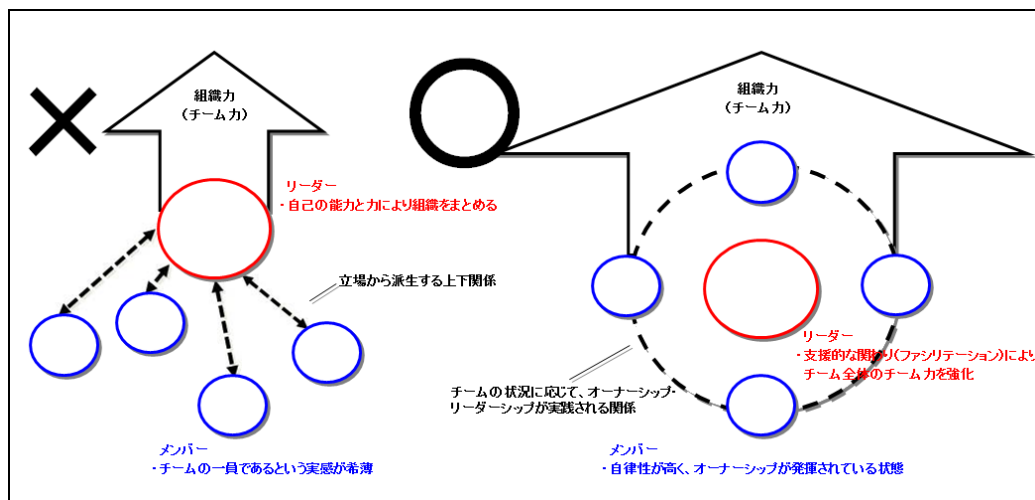 組織力
(チーム力)
リーダー
・自己の能力と力により組織をまとめる
立場から派生する上下関係
メンバー
・チームの一員であるという実感が希薄
組織力
(チーム力)
リーダー
・支援的な関わり(ファシリテーション)により
チーム全体のチーム力を強化
チームの状況に応じて、オーナーシップ・
リーダーシップが実践される関係
メンバー
・自律性が高く、オーナーシップが発揮されている状態